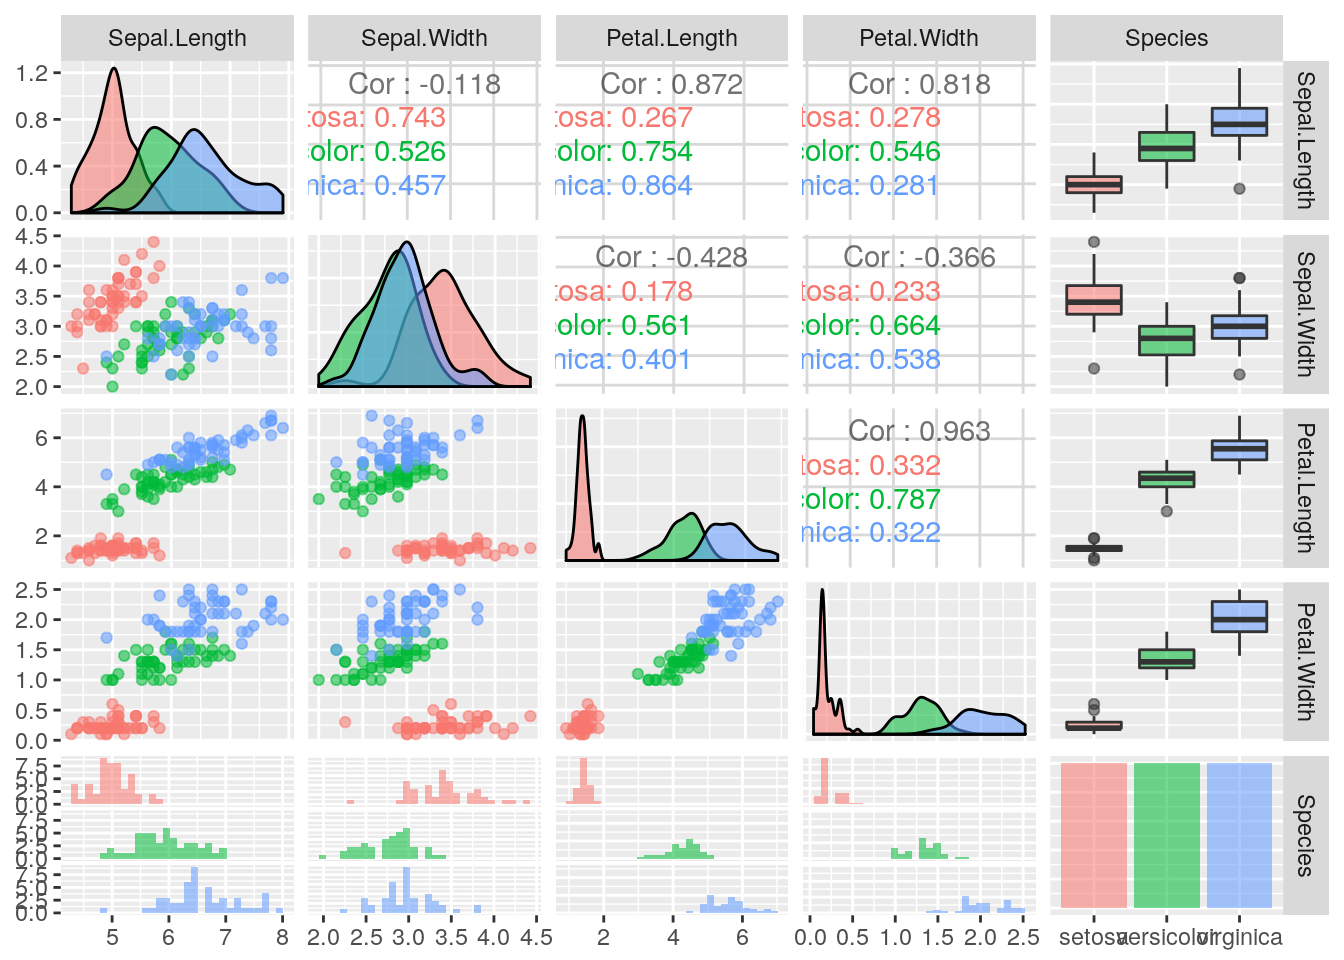 Sepal.Length Sepal.Width Petal.Length Petal.Width Species
1.2
0.8
0.4
0.0
Cor : -0.118
tosa: 0.743
color: 0.526
nica: 0.457
Cor : 0.872
tosa: 0.267
color: 0.754
nica: 0.864
Cor : 0.818
tosa: 0.278
color: 0.546
nica: 0.281
Sepal.Length
4.5
4.0
3.5
3.0
2.5
2.0
Cor : -0.428
tosa: 0.178
color: 0.561
nica: 0.401
Cor : -0.366
tosa: 0.233
color: 0.664
nica: 0.538
Sepal.Width
6
4
2
Cor : 0.963
tosa: 0.332
color: 0.787
nica: 0.322
Petal.Length
2.5
2.0
1.5
1.0
0.5
0.0
Petal.Width
7.5
5.0
2.5
0.0
7.5
5.0
2.5
0.0
7.5
5.0
2.5
0.0
Species
5 6 7 8
2.0 2.5 3.0 3.5 4.0 4.5
2 4 6
0.0 0.5 1.0 1.5 2.0 2.5
setosa versicolor virginica